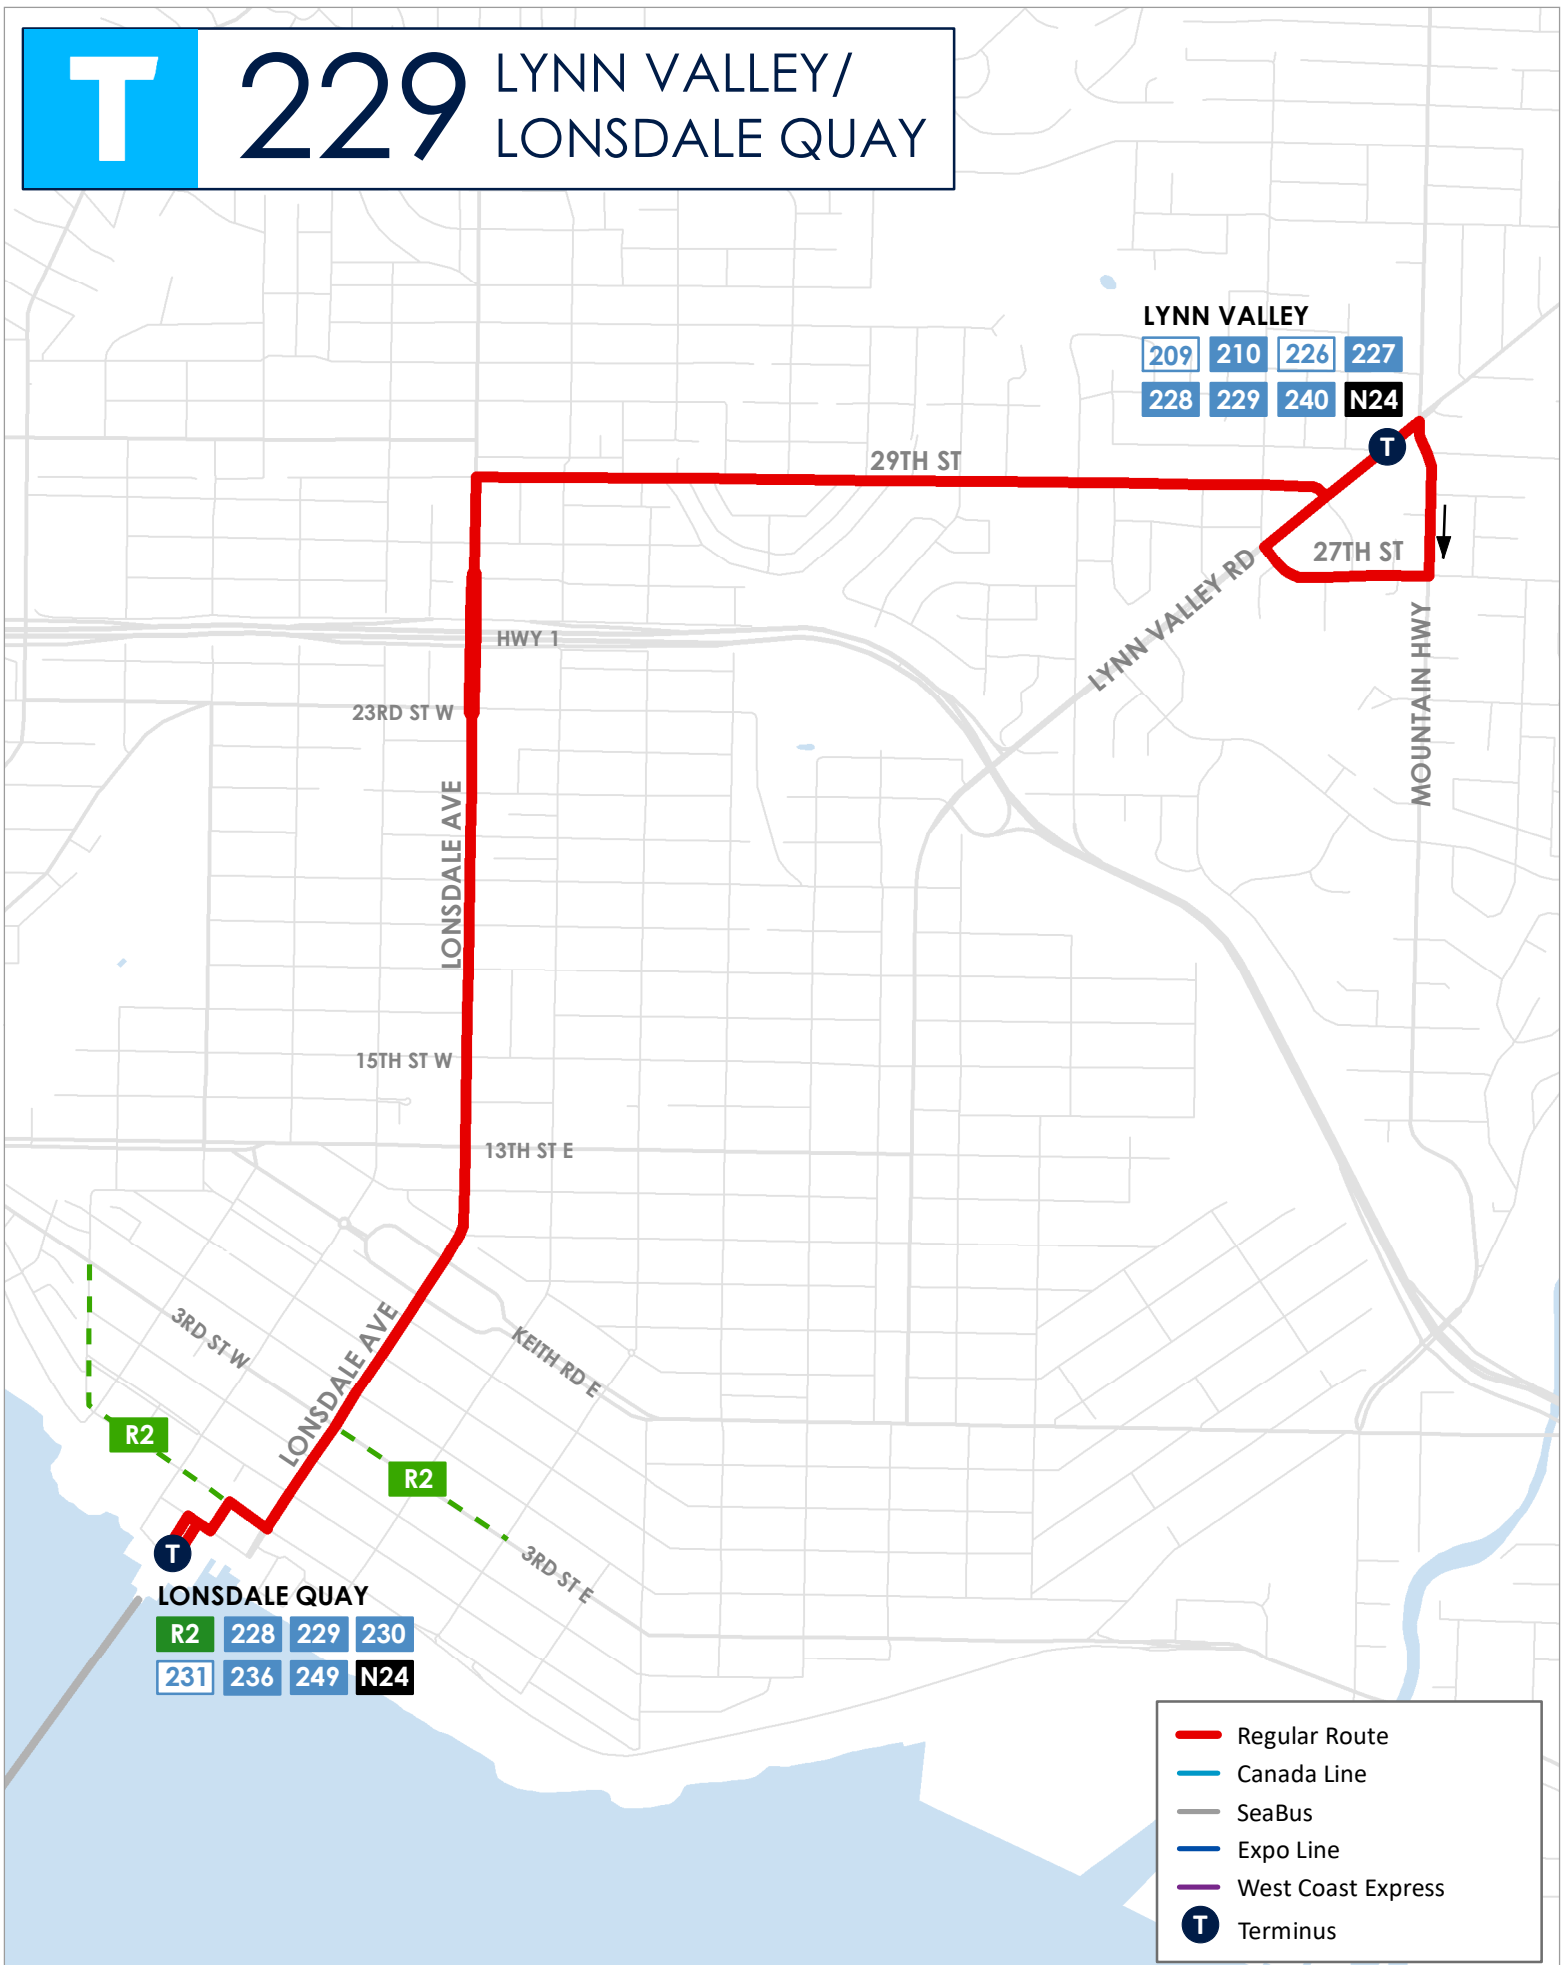 T
229
LYNN VALLEY/
LONSDALE QUAY
LYNN VALLEY
209 210 226 227
228 229 240 N24
T
29TH ST
27TH ST
LYNN VALLEY RD
MOUNTAIN HWY
HWY 1
23RD ST W
LONSDALE AVE
15TH ST W
13TH ST E
3RD ST W
LONSDALE AVE
KEITH RD E
R2
R2
3RD ST E
T
LONSDALE QUAY
R2 228 229 230
231 236 249 N24
Regular Route
Canada Line
SeaBus
Expo Line
West Coast Express
T Terminus